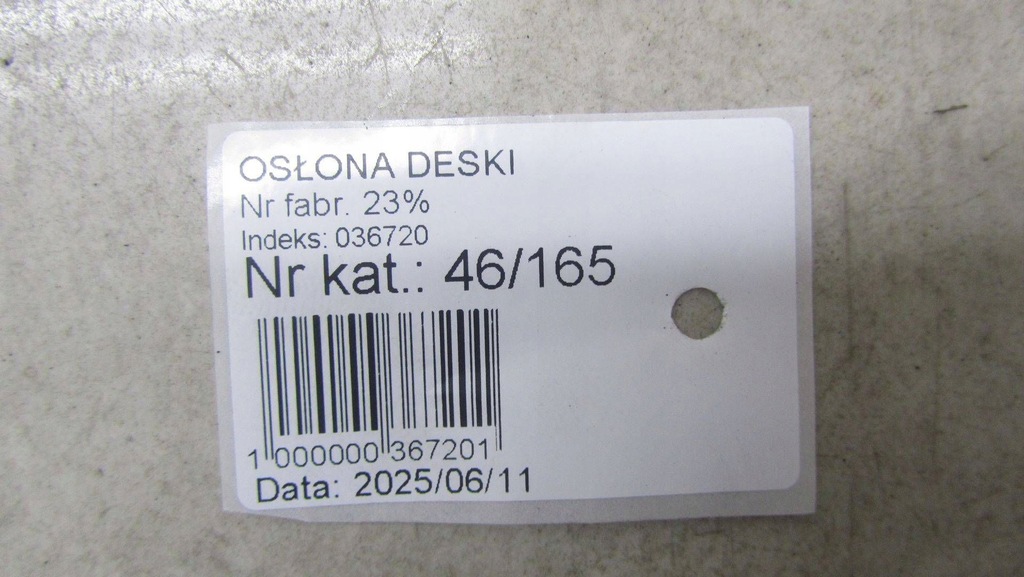 OSŁONA DESKI
Nr fabr. 23%
Indeks: 036720
Nr kat.: 46/165
1 000000 367201
Data: 2025/06/11